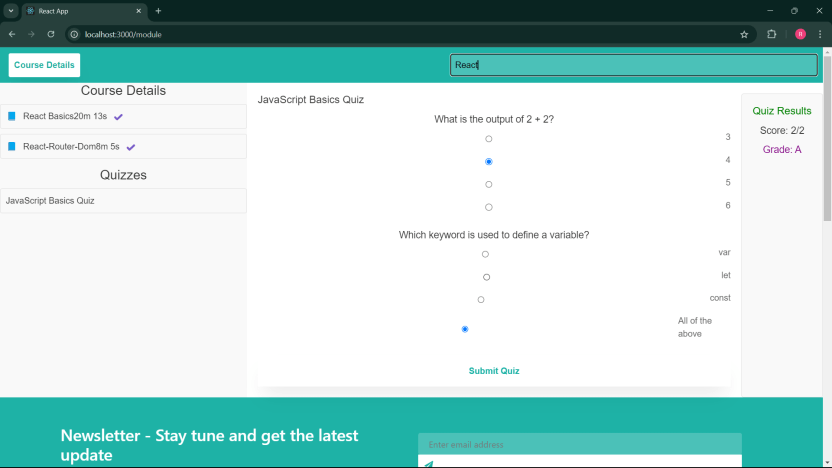 React App
localhost:3000/module
R
Course Details
React
Course Details
React Basics20m 13s
React-Router-Dom8m 5s
Quizzes
JavaScript Basics Quiz
JavaScript Basics Quiz
What is the output of 2 + 2?
3
4
5
6
Which keyword is used to define a variable?
var
let
const
All of the
above
Submit Quiz
Quiz Results
Score: 2/2
Grade: A
Newsletter - Stay tune and get the latest
update
Enter email address